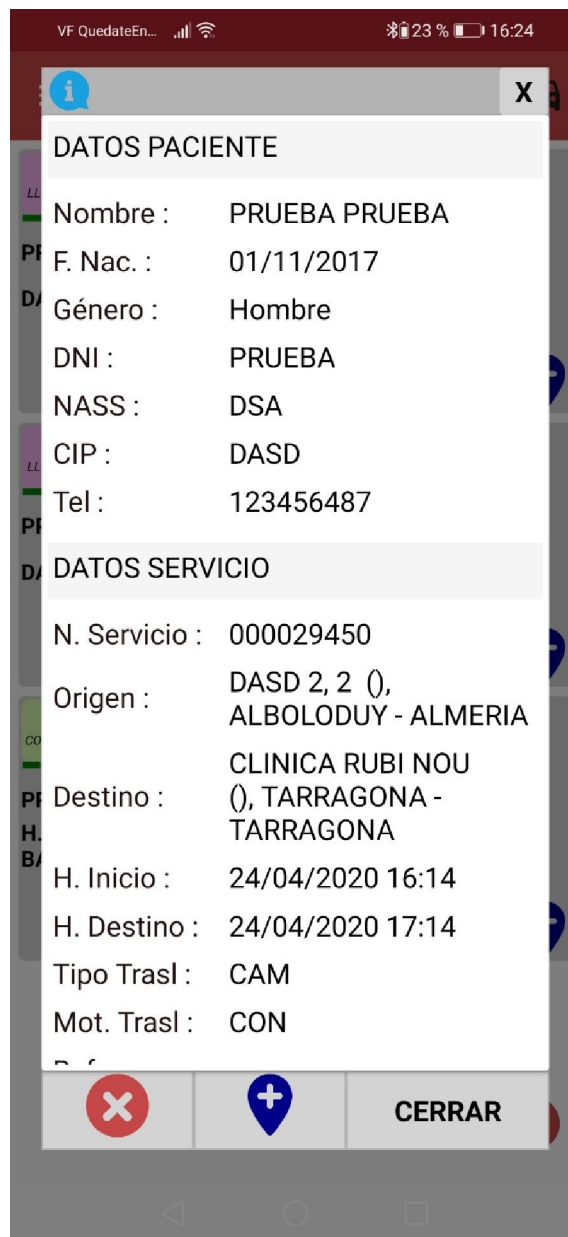 VF QuedateEn... 23 % 16:24
i X
DATOS PACIENTE
Nombre : PRUEBA PRUEBA
F. Nac. : 01/11/2017
Género : Hombre
DNI : PRUEBA
NASS : DSA
CIP : DASD
Tel : 123456487
DATOS SERVICIO
N. Servicio : 000029450
Origen : DASD 2, 2 (),
ALBOLODUY - ALMERIA
CLINICA RUBI NOU
Destino : (), TARRAGONA -
TARRAGONA
H. Inicio : 24/04/2020 16:14
H. Destino : 24/04/2020 17:14
Tipo Trasl : CAM
Mot. Trasl : CON
CERRAR